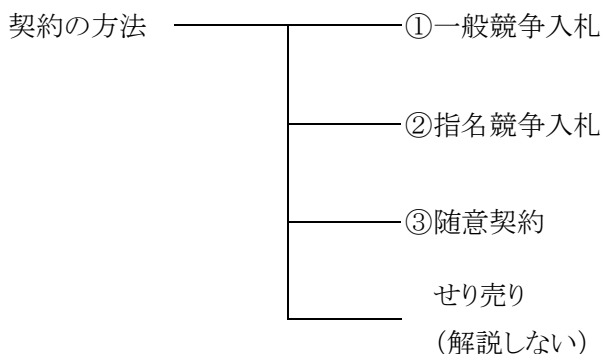 契約の方法
①一般競争入札
②指名競争入札
③随意契約
せり売り
（解説しない）